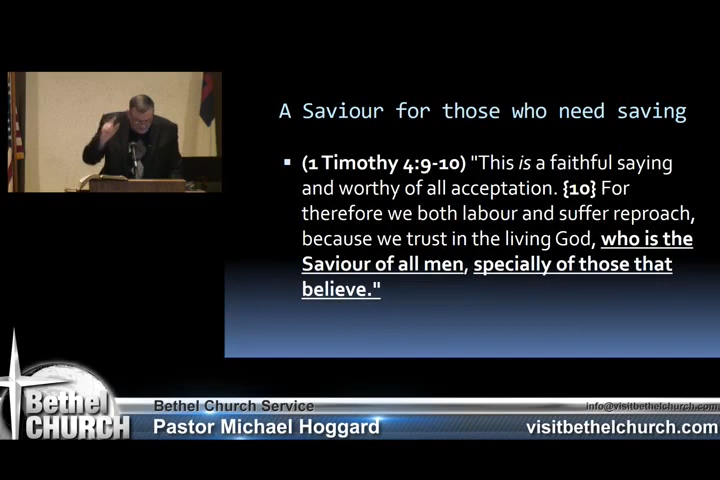 A Saviour for those who need saving
▪ (1 Timothy 4:9-10) "This is a faithful saying
and worthy of all acceptation. {10} For
therefore we both labour and suffer reproach,
because we trust in the living God, who is the
Saviour of all men, specially of those that
believe."
Bethel
CHURCH
Bethel Church Service
info@visitbethelchurch.com
Pastor Michael Hoggard
visitbethelchurch.com